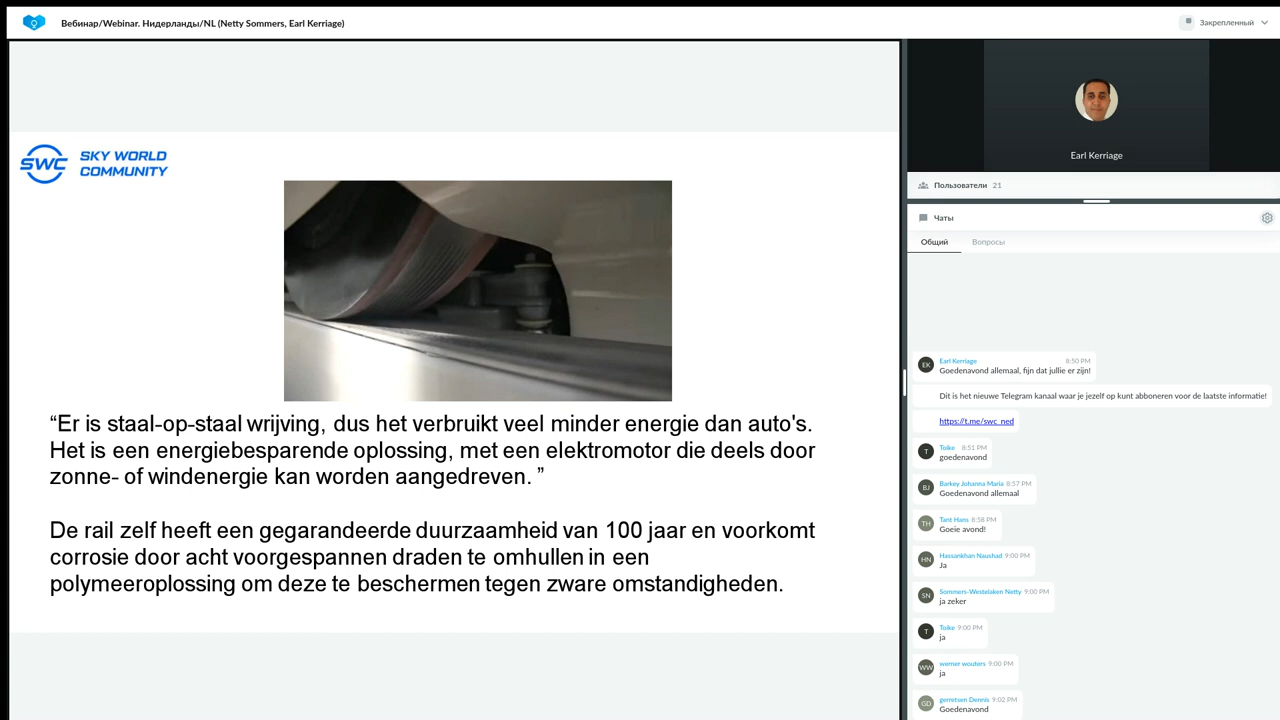 Вебинар/Webinar. Нидерланды/NL (Netty Sommers, Earl Kerriage)
Закрепленный
SWC SKY WORLD
COMMUNITY
“Er is staal-op-staal wrijving, dus het verbruikt veel minder energie dan auto's.
Het is een energiebesparende oplossing, met een elektromotor die deels door
zonne- of windenergie kan worden aangedreven. ”
De rail zelf heeft een gegarandeerde duurzaamheid van 100 jaar en voorkomt
corrosie door acht voorgespannen draden te omhullen in een
polymeeroplossing om deze te beschermen tegen zware omstandigheden.
Earl Kerriage
Пользователи 21
Чаты
Общий Вопросы
EK Earl Kerriage 8:50 PM
Goedenavond allemaal, fijn dat jullie er zijn!
Dit is het nieuwe Telegram kanaal waar je jezelf op kunt abboneren voor de laatste informatie!
https://t.me/swc_ned
T Toike 8:51 PM
goedenavond
BJ Barkey Johanna Maria 8:57 PM
Goedenavond allemaal
TH Tant Hans 8:58 PM
Goeie avond!
HN Hassankhan Naushad 9:00 PM
Ja
SN Sommers-Westelaken Netty 9:00 PM
ja zeker
T Toike 9:00 PM
ja
WW werner wouters 9:00 PM
ja
GD gerretsen Dennis 9:02 PM
Goedenavond